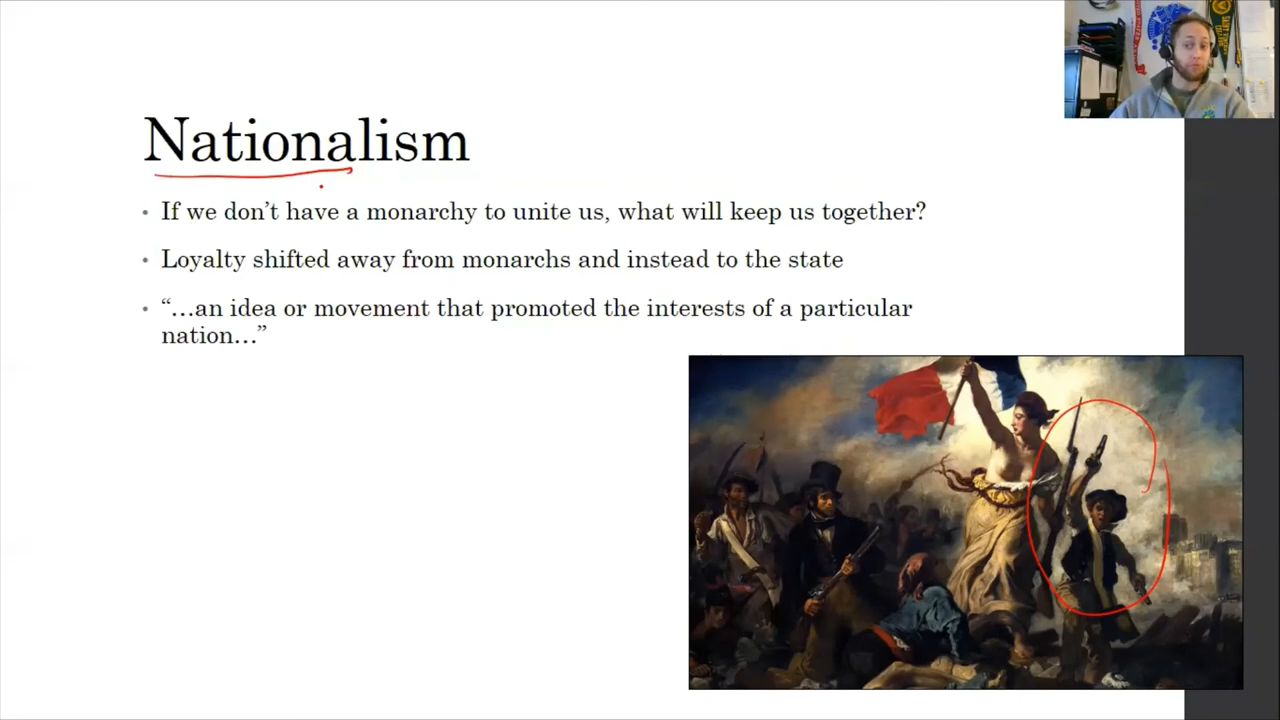 Nationalism
• If we don’t have a monarchy to unite us, what will keep us together?
• Loyalty shifted away from monarchs and instead to the state
• “…an idea or movement that promoted the interests of a particular
nation…”